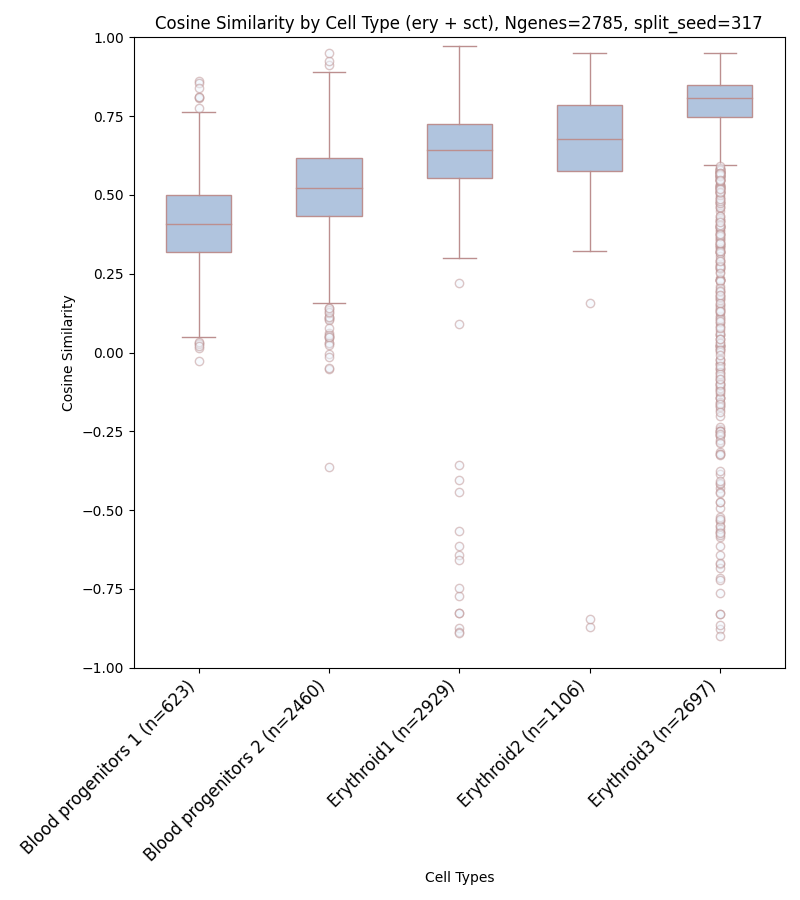 Cosine Similarity by Cell Type (ery + sct), Ngenes=2785, split_seed=317
Cosine Similarity
1.00
0.75
0.50
0.25
0.00
−0.25
−0.50
−0.75
−1.00
Blood progenitors 1 (n=623)
Blood progenitors 2 (n=2460)
Erythroid1 (n=2929)
Erythroid2 (n=1106)
Erythroid3 (n=2697)
Cell Types